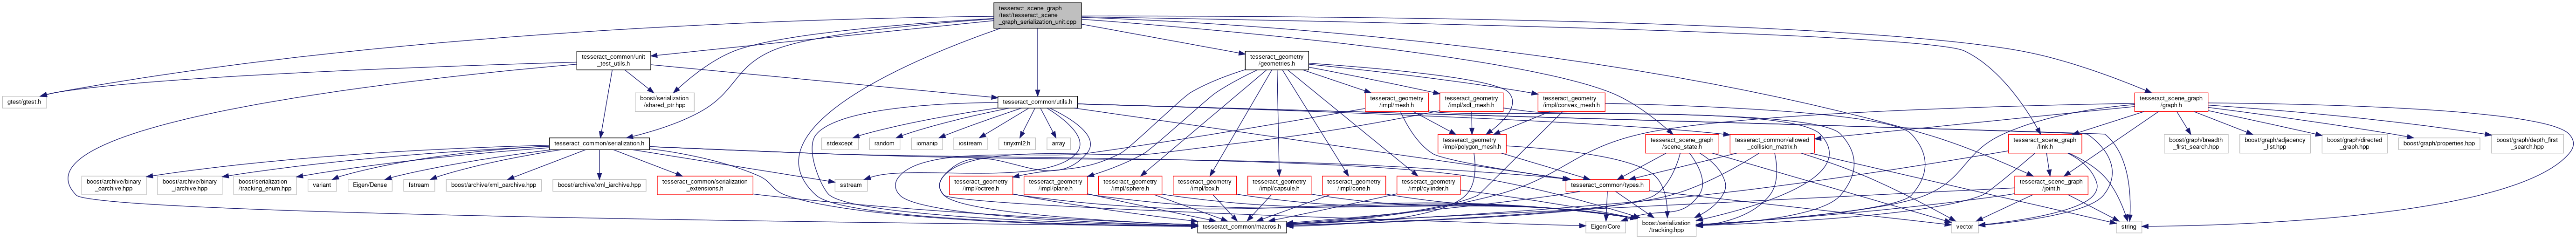 tesseract_scene_graph
/test/tesseract_scene
_graph_serialization_unit.cpp
tesseract_common/unit
_test_utils.h
tesseract_geometry
/geometries.h
gtest/gtest.h
boost/serialization
/shared_ptr.hpp
tesseract_common/utils.h
tesseract_geometry
/impl/mesh.h
tesseract_geometry
/impl/sdf_mesh.h
tesseract_geometry
/impl/convex_mesh.h
tesseract_scene_graph
/graph.h
tesseract_common/serialization.h
stdexcept
random
iomanip
iostream
tinyxml2.h
array
tesseract_geometry
/impl/polygon_mesh.h
tesseract_scene_graph
/scene_state.h
tesseract_common/allowed
_collision_matrix.h
tesseract_scene_graph
/link.h
boost/graph/breadth
_first_search.hpp
boost/graph/adjacency
_list.hpp
boost/graph/directed
_graph.hpp
boost/graph/properties.hpp
boost/graph/depth_first
_search.hpp
boost/archive/binary
_oarchive.hpp
boost/archive/binary
_iarchive.hpp
boost/serialization
/tracking_enum.hpp
variant
Eigen/Dense
fstream
boost/archive/xml_oarchive.hpp
boost/archive/xml_iarchive.hpp
tesseract_common/serialization
_extensions.h
sstream
tesseract_geometry
/impl/octree.h
tesseract_geometry
/impl/plane.h
tesseract_geometry
/impl/sphere.h
tesseract_geometry
/impl/box.h
tesseract_geometry
/impl/capsule.h
tesseract_geometry
/impl/cone.h
tesseract_geometry
/impl/cylinder.h
tesseract_common/types.h
tesseract_scene_graph
/joint.h
tesseract_common/macros.h
Eigen/Core
boost/serialization
/tracking.hpp
vector
string